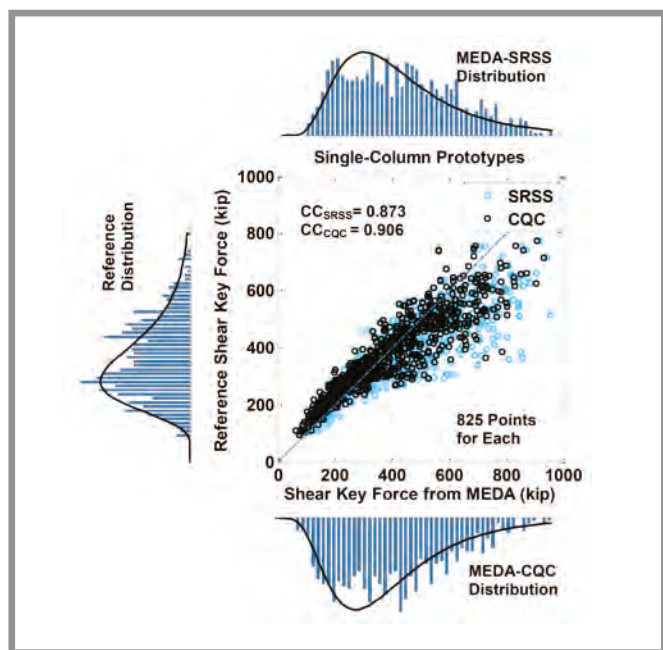 MEDA-SRSS
Distribution
Single-Column Prototypes
Reference
Distribution
Reference Shear Key Force (kip)
1000
800
600
400
200
0
CC_SRSS= 0.873
CC_CQC= 0.906
SRSS
CQC
825 Points
for Each
0 200 400 600 800 1000
Shear Key Force from MEDA (kip)
MEDA-CQC
Distribution